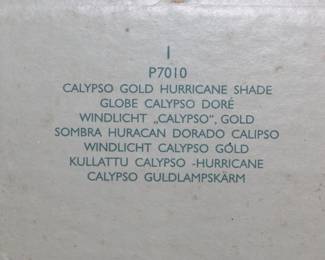 1
P7010
CALYPSO GOLD HURRICANE SHADE
GLOBE CALYPSO DORÉ
WINDLICHT „CALYPSO", GOLD
SOMBRA HURACAN DORADO CALIPSO
WINDLICHT CALYPSO GÓLD
KULLATTU CALYPSO -HURRICANE
CALYPSO GULDLAMPSKÄRM